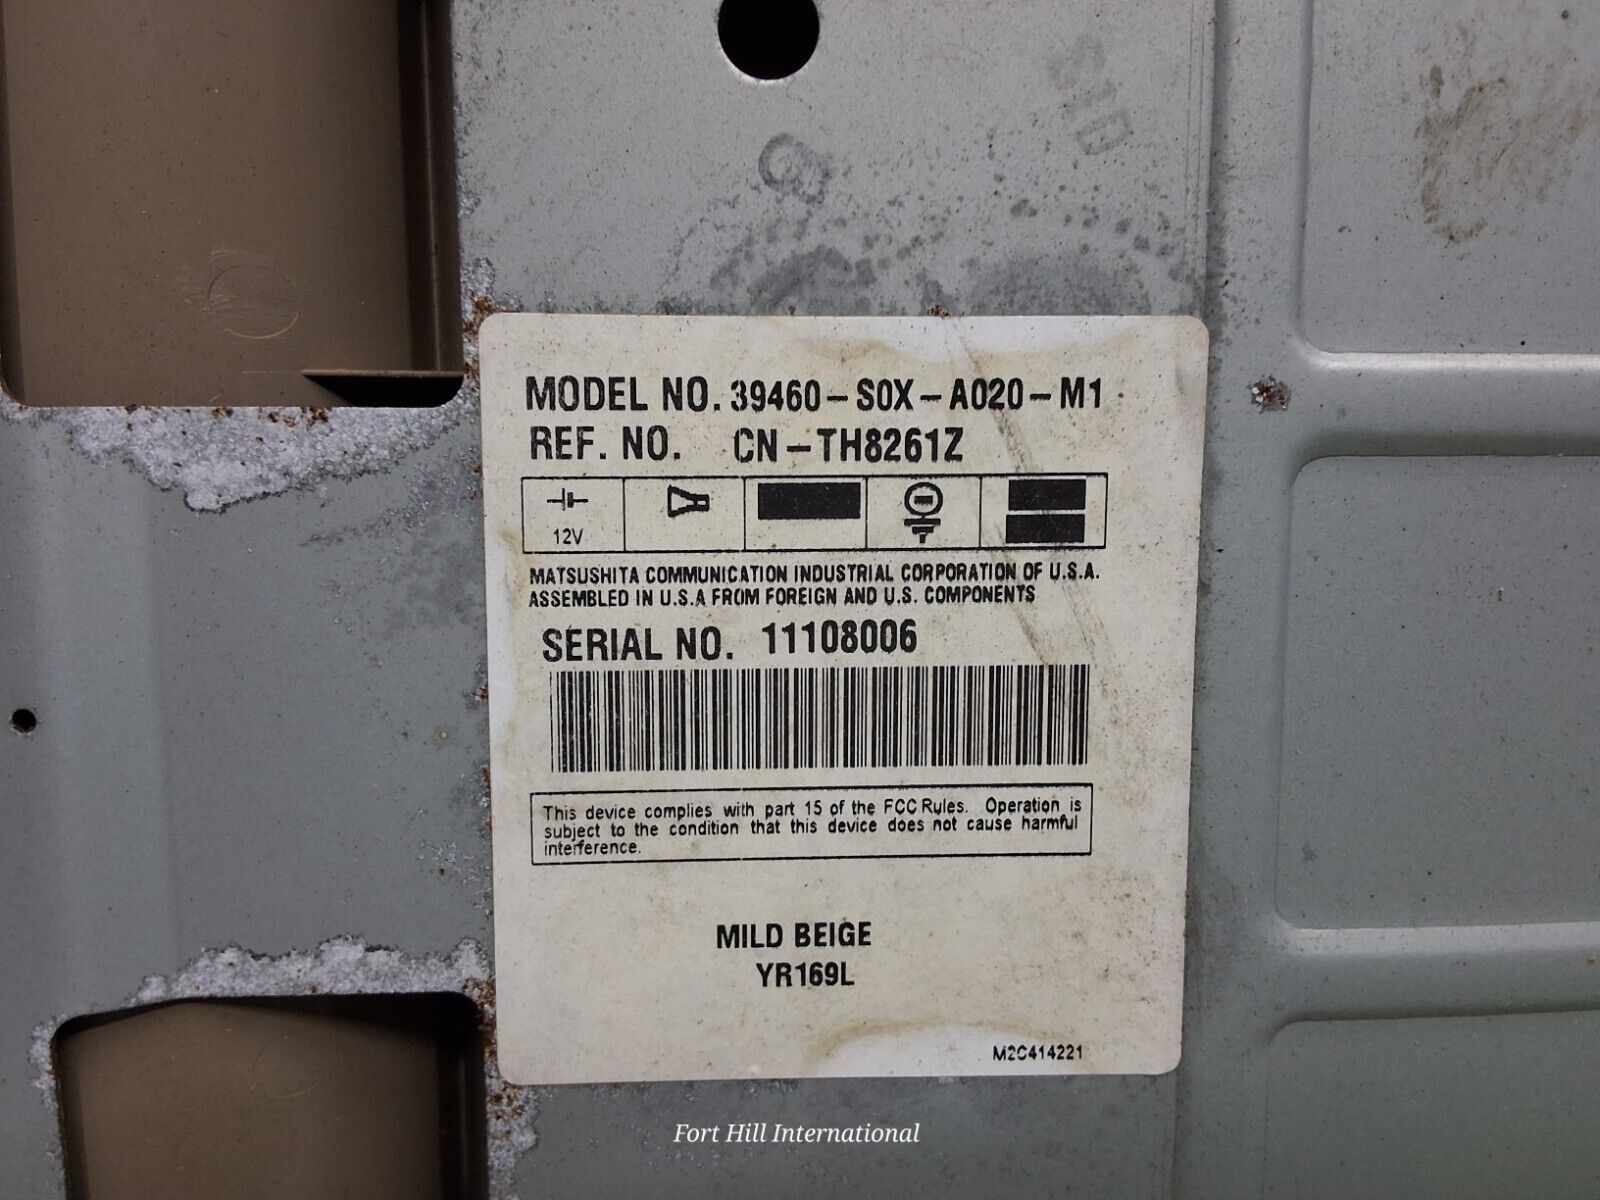 MODEL NO. 39460-S0X-A020-M1
REF. NO. CN-TH8261Z
12V
MATSUSHITA COMMUNICATION INDUSTRIAL CORPORATION OF U.S.A.
ASSEMBLED IN U.S.A FROM FOREIGN AND U.S. COMPONENTS
SERIAL NO. 11108006
This device complies with part 15 of the FCC Rules. Operation is
subject to the condition that this device does not cause harmful
interference.
MILD BEIGE
YR169L
M2C414221
Fort Hill International